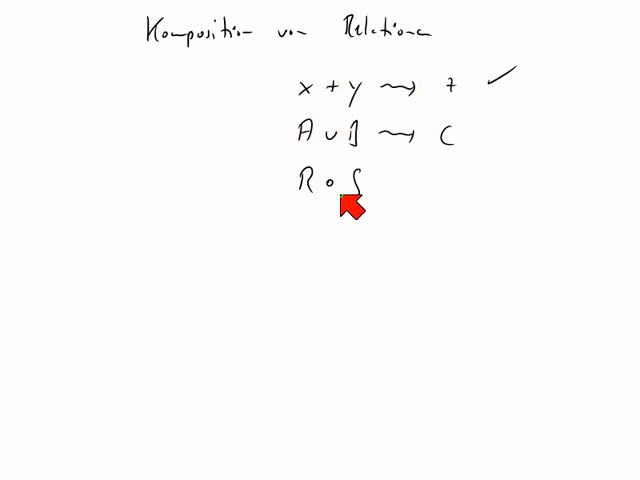 Komposition von Relationen
x + y ⇝ z ✓
A ∪ B ⇝ C
R ∘ S